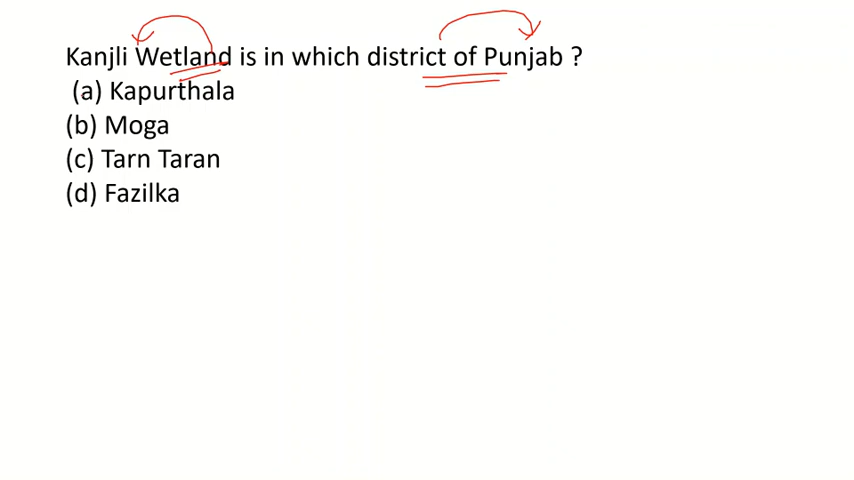 Kanjli Wetland is in which district of Punjab ?
(a) Kapurthala
(b) Moga
(c) Tarn Taran
(d) Fazilka